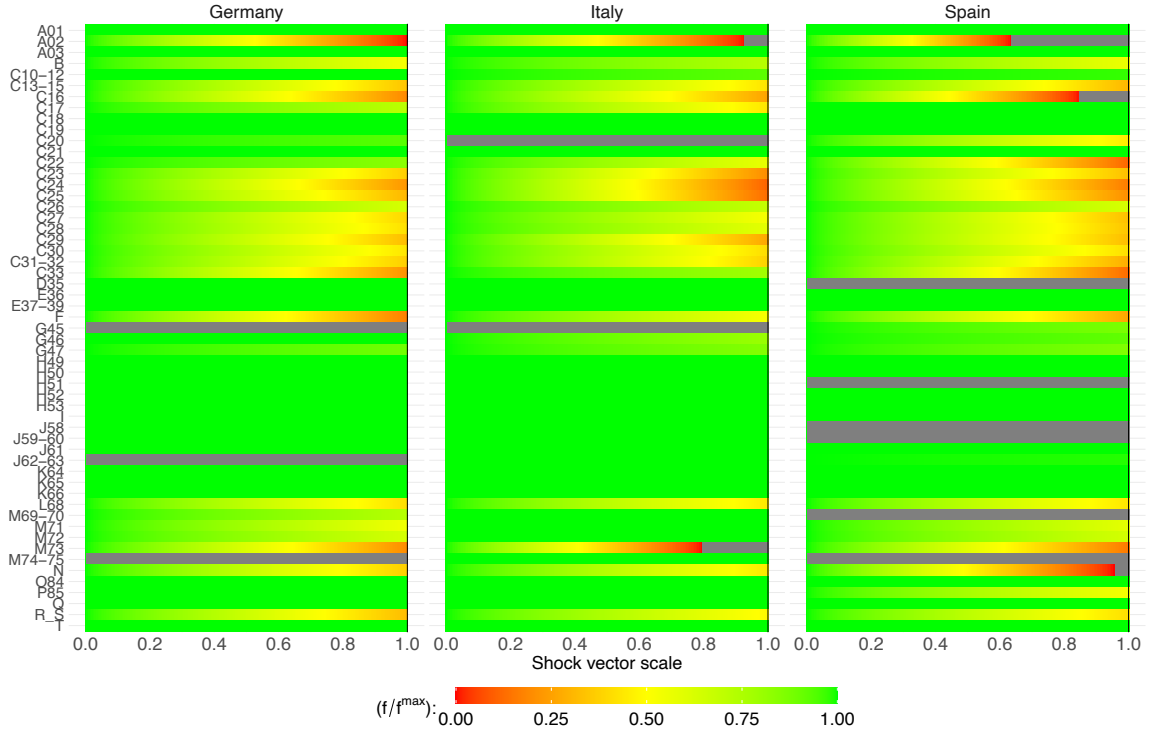 Germany Italy Spain
A01
A02
A03
B
C10-12
C13-15
C16
C17
C18
C19
C20
C21
C22
C23
C24
C25
C26
C27
C28
C29
C30
C31-32
C33
D35
E36
E37-39
F
G45
G46
G47
H49
H50
H51
H52
H53
I
J58
J59-60
J61
J62-63
K64
K65
K66
L68
M69-70
M71
M72
M73
M74-75
N
O84
P85
Q
R_S
T
0.0 0.2 0.4 0.6 0.8 1.0 0.0 0.2 0.4 0.6 0.8 1.0 0.0 0.2 0.4 0.6 0.8 1.0
Shock vector scale
(f/f^max): 0.00 0.25 0.50 0.75 1.00